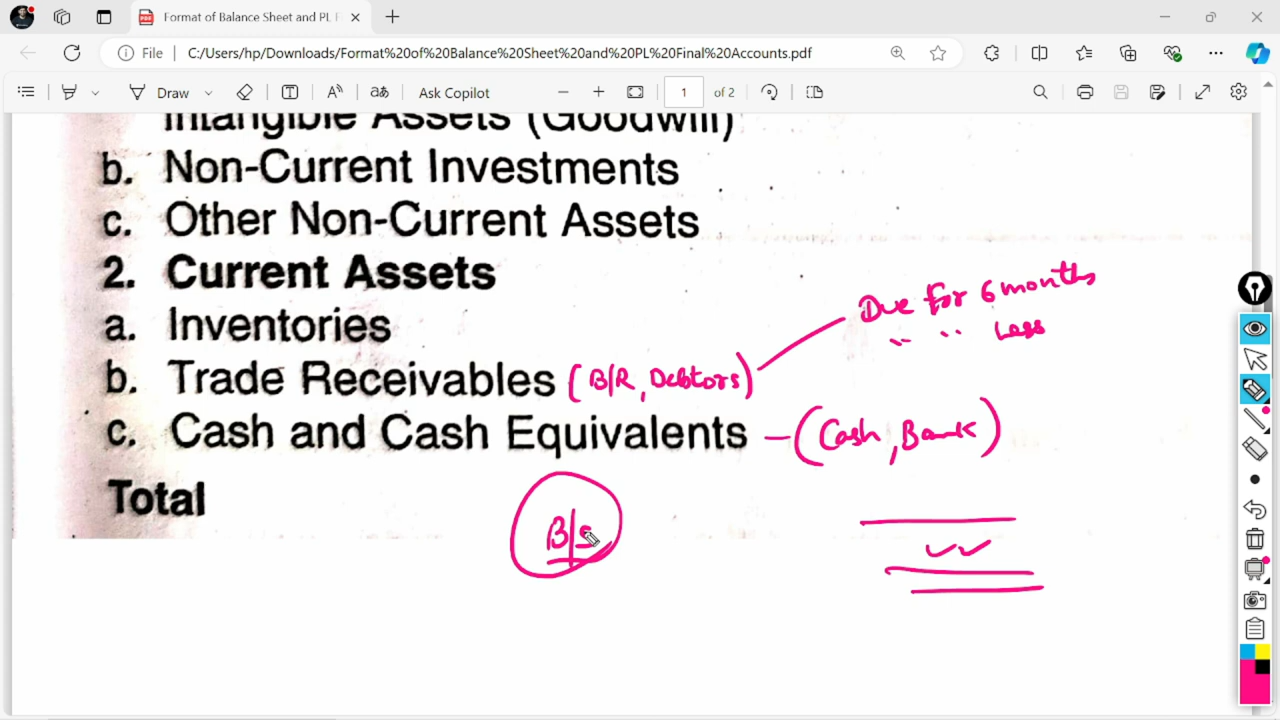 Format of Balance Sheet and PL F
File C:/Users/hp/Downloads/Format%20of%20Balance%20Sheet%20and%20PL%20Final%20Accounts.pdf
Draw Ask Copilot 1 of 2
Intangible Assets (Goodwill)
b. Non-Current Investments
c. Other Non-Current Assets
2. Current Assets
Due for 6 months
a. Inventories
" " Less
b. Trade Receivables (B/R, Debtors)
c. Cash and Cash Equivalents – (Cash, Bank)
Total
B/S